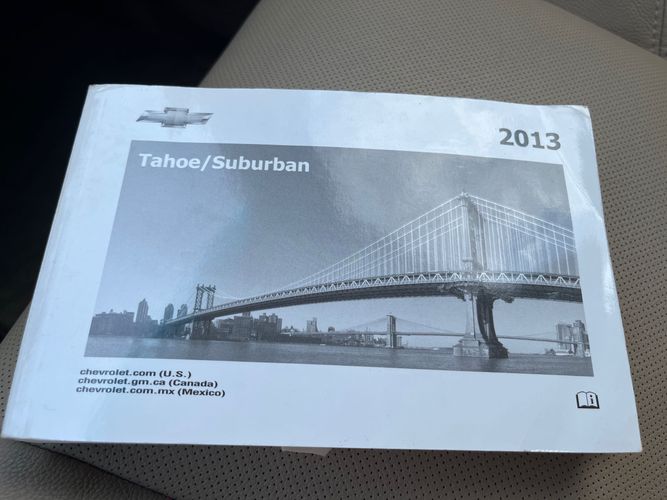 2013
Tahoe/Suburban
chevrolet.com (U.S.)
chevrolet.gm.ca (Canada)
chevrolet.com.mx (Mexico)